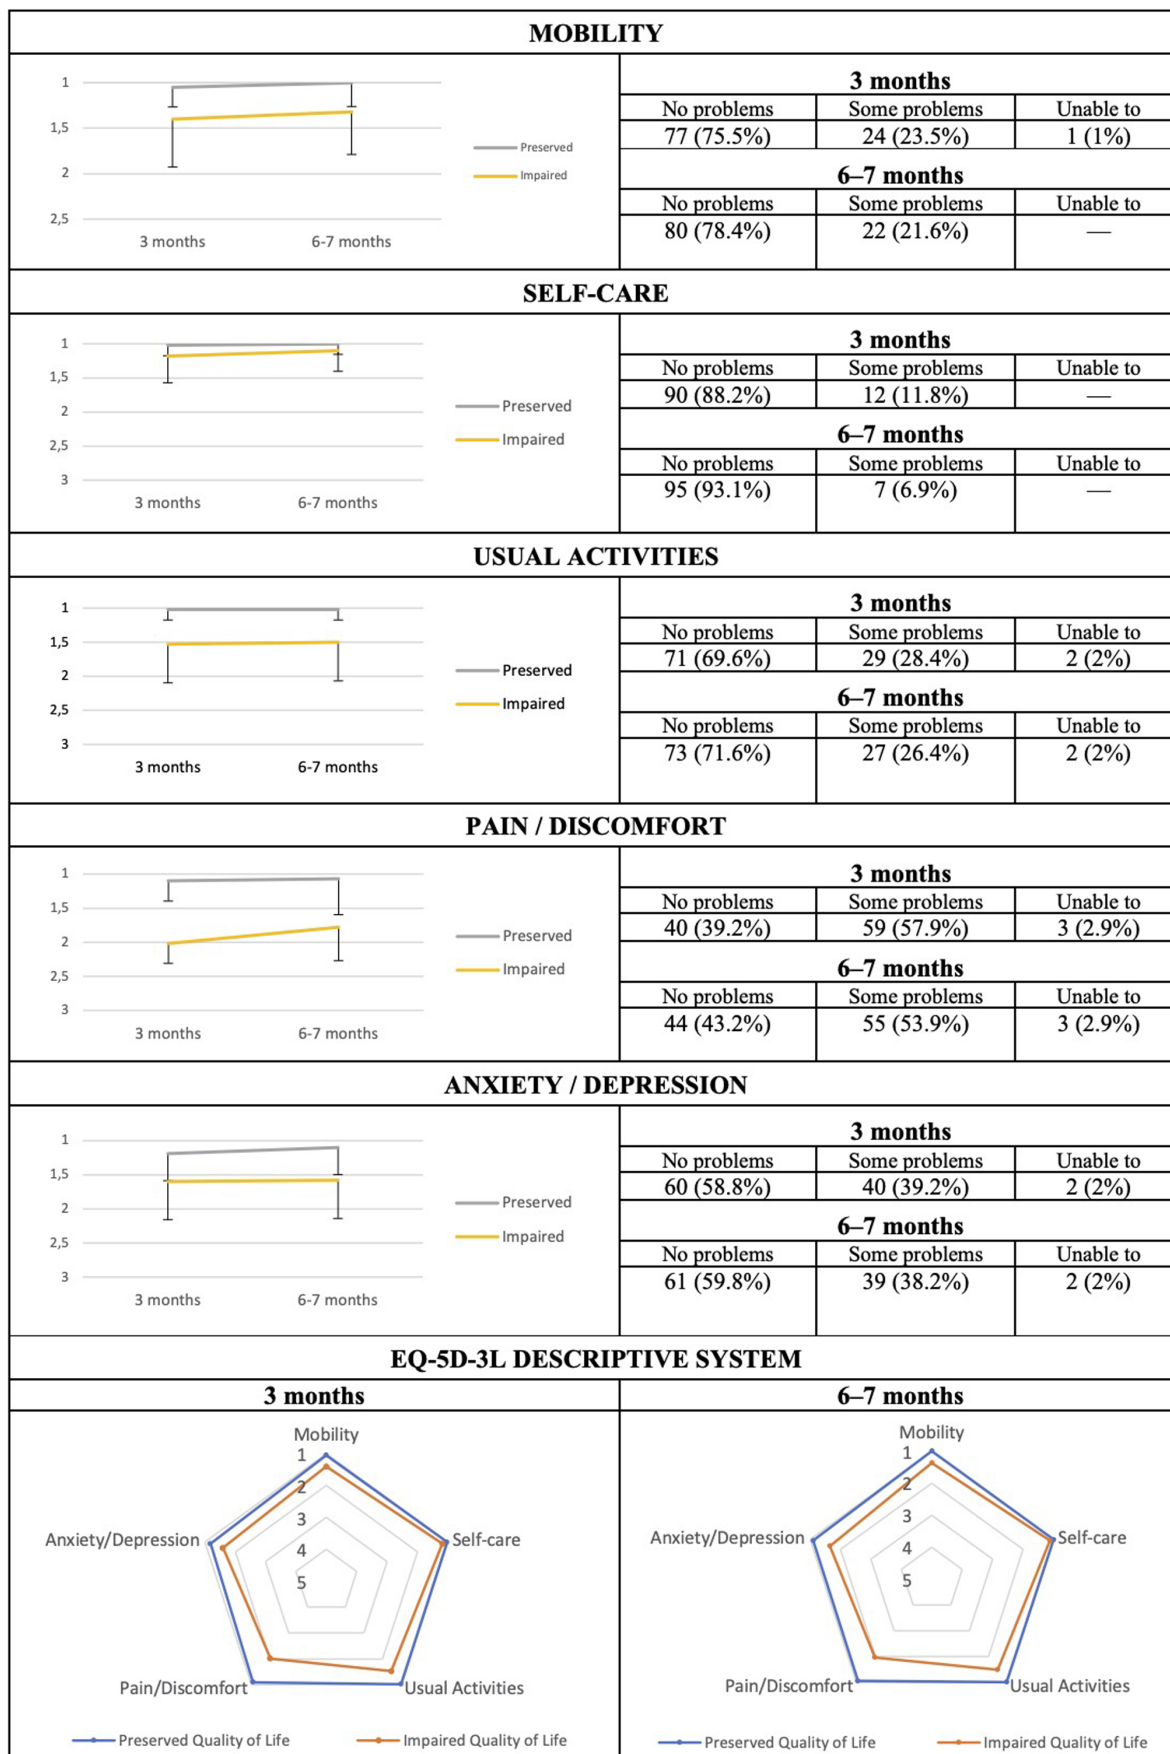 MOBILITY
1
1,5
2
2,5
3 months
6-7 months
Preserved
Impaired
3 months
No problems Some problems Unable to
77 (75.5%) 24 (23.5%) 1 (1%)
6–7 months
No problems Some problems Unable to
80 (78.4%) 22 (21.6%) —
SELF-CARE
1
1,5
2
2,5
3
3 months
6-7 months
Preserved
Impaired
3 months
No problems Some problems Unable to
90 (88.2%) 12 (11.8%) —
6–7 months
No problems Some problems Unable to
95 (93.1%) 7 (6.9%) —
USUAL ACTIVITIES
1
1,5
2
2,5
3
3 months
6-7 months
Preserved
Impaired
3 months
No problems Some problems Unable to
71 (69.6%) 29 (28.4%) 2 (2%)
6–7 months
No problems Some problems Unable to
73 (71.6%) 27 (26.4%) 2 (2%)
PAIN / DISCOMFORT
1
1,5
2
2,5
3
3 months
6-7 months
Preserved
Impaired
3 months
No problems Some problems Unable to
40 (39.2%) 59 (57.9%) 3 (2.9%)
6–7 months
No problems Some problems Unable to
44 (43.2%) 55 (53.9%) 3 (2.9%)
ANXIETY / DEPRESSION
1
1,5
2
2,5
3
3 months
6-7 months
Preserved
Impaired
3 months
No problems Some problems Unable to
60 (58.8%) 40 (39.2%) 2 (2%)
6–7 months
No problems Some problems Unable to
61 (59.8%) 39 (38.2%) 2 (2%)
EQ-5D-3L DESCRIPTIVE SYSTEM
3 months
Mobility
1
2
3
4
5
Anxiety/Depression
Self-care
Pain/Discomfort
Usual Activities
Preserved Quality of Life
Impaired Quality of Life
6–7 months
Mobility
1
2
3
4
5
Anxiety/Depression
Self-care
Pain/Discomfort
Usual Activities
Preserved Quality of Life
Impaired Quality of Life